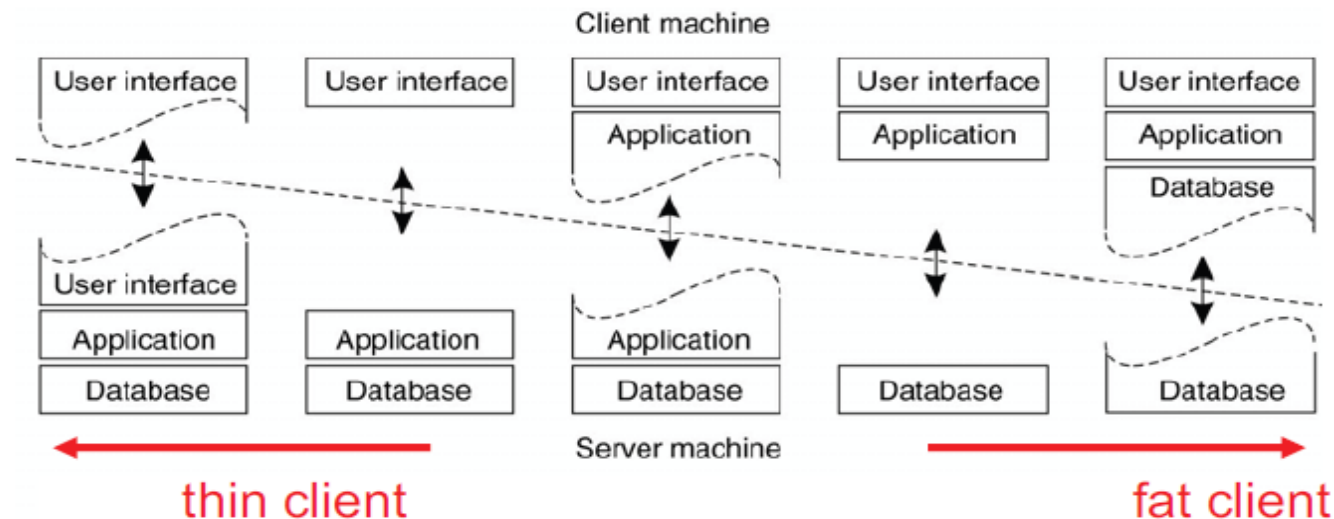 Client machine
User interface User interface User interface User interface User interface
Application Application Application
Database
User interface
Application Application Application
Database Database Database Database Database
Server machine
thin client fat client